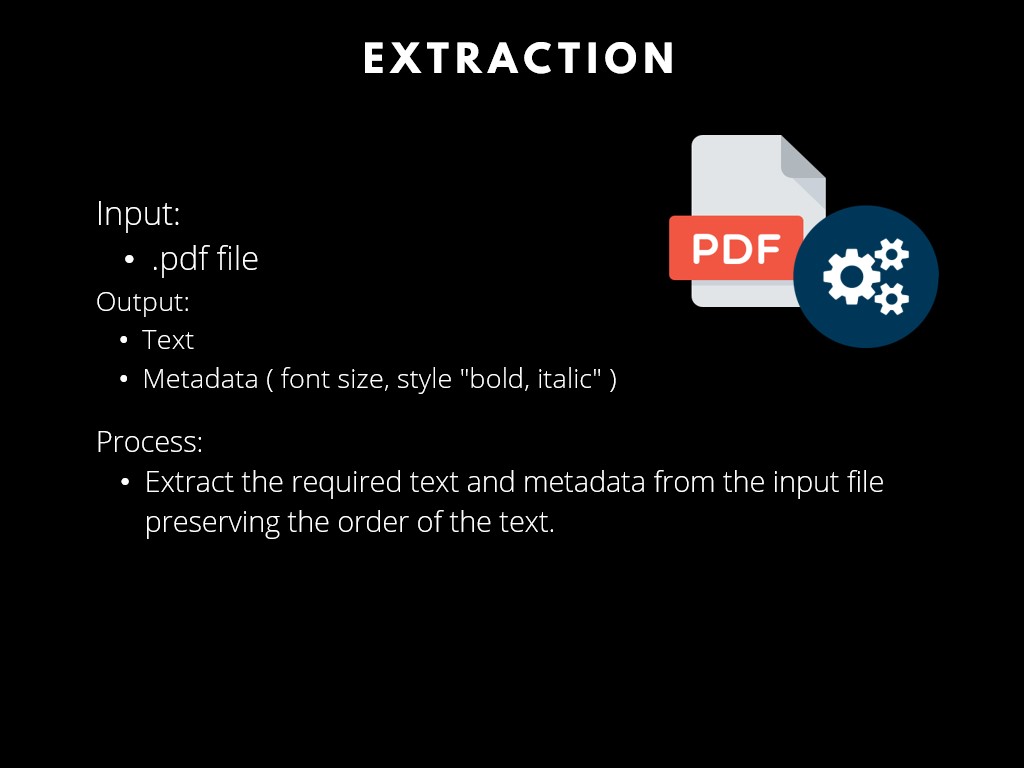 EXTRACTION
PDF
Input:
• .pdf file
Output:
• Text
• Metadata ( font size, style "bold, italic" )
Process:
• Extract the required text and metadata from the input file
preserving the order of the text.